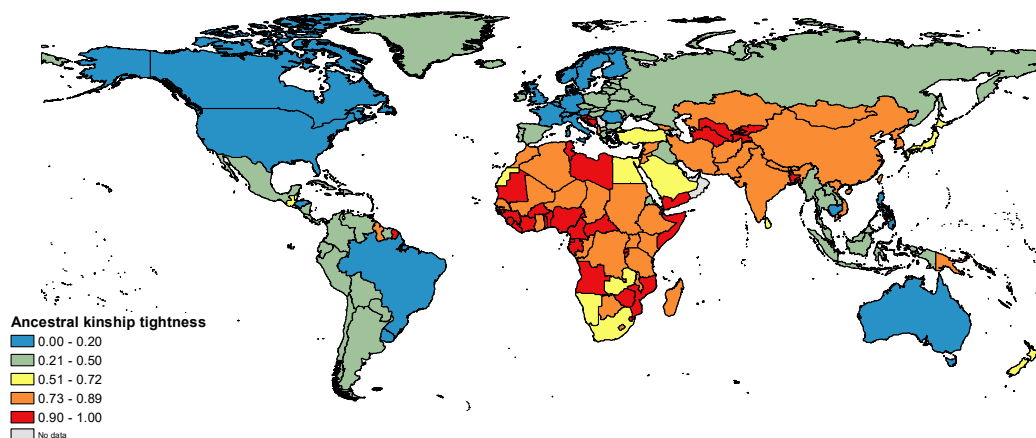 Ancestral kinship tightness
0.00 - 0.20
0.21 - 0.50
0.51 - 0.72
0.73 - 0.89
0.90 - 1.00
No data